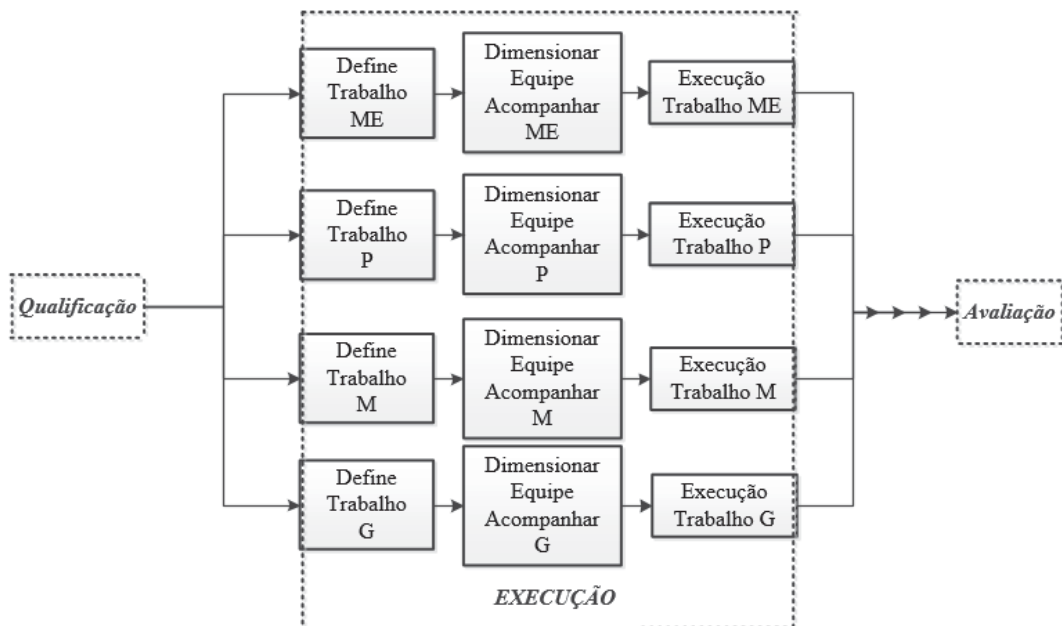 Define
Trabalho
ME
Dimensionar
Equipe
Acompanhar
ME
Execução
Trabalho ME
Define
Trabalho
P
Dimensionar
Equipe
Acompanhar
P
Execução
Trabalho P
Qualificação
Avaliação
Define
Trabalho
M
Dimensionar
Equipe
Acompanhar
M
Execução
Trabalho M
Define
Trabalho
G
Dimensionar
Equipe
Acompanhar
G
Execução
Trabalho G
EXECUÇÃO